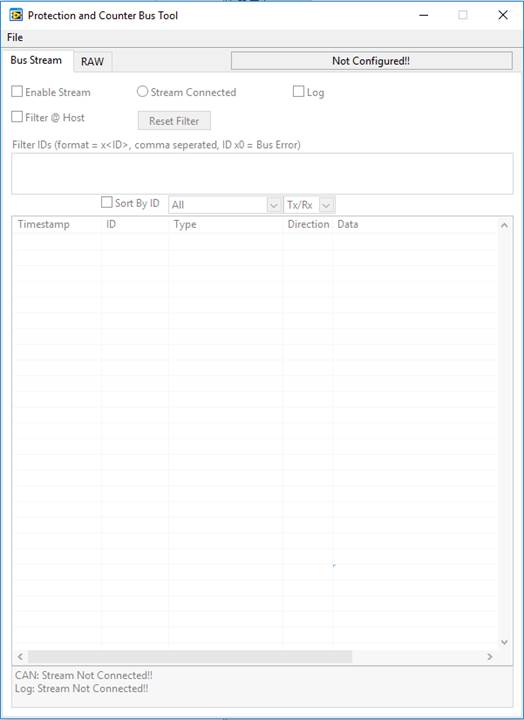 Protection and Counter Bus Tool
File
Bus Stream RAW Not Configured!!
Enable Stream Stream Connected Log
Filter @ Host Reset Filter
Filter IDs (format = x<ID>, comma seperated, ID x0 = Bus Error)
Sort By ID All Tx/Rx
Timestamp ID Type Direction Data
CAN: Stream Not Connected!!
Log: Stream Not Connected!!